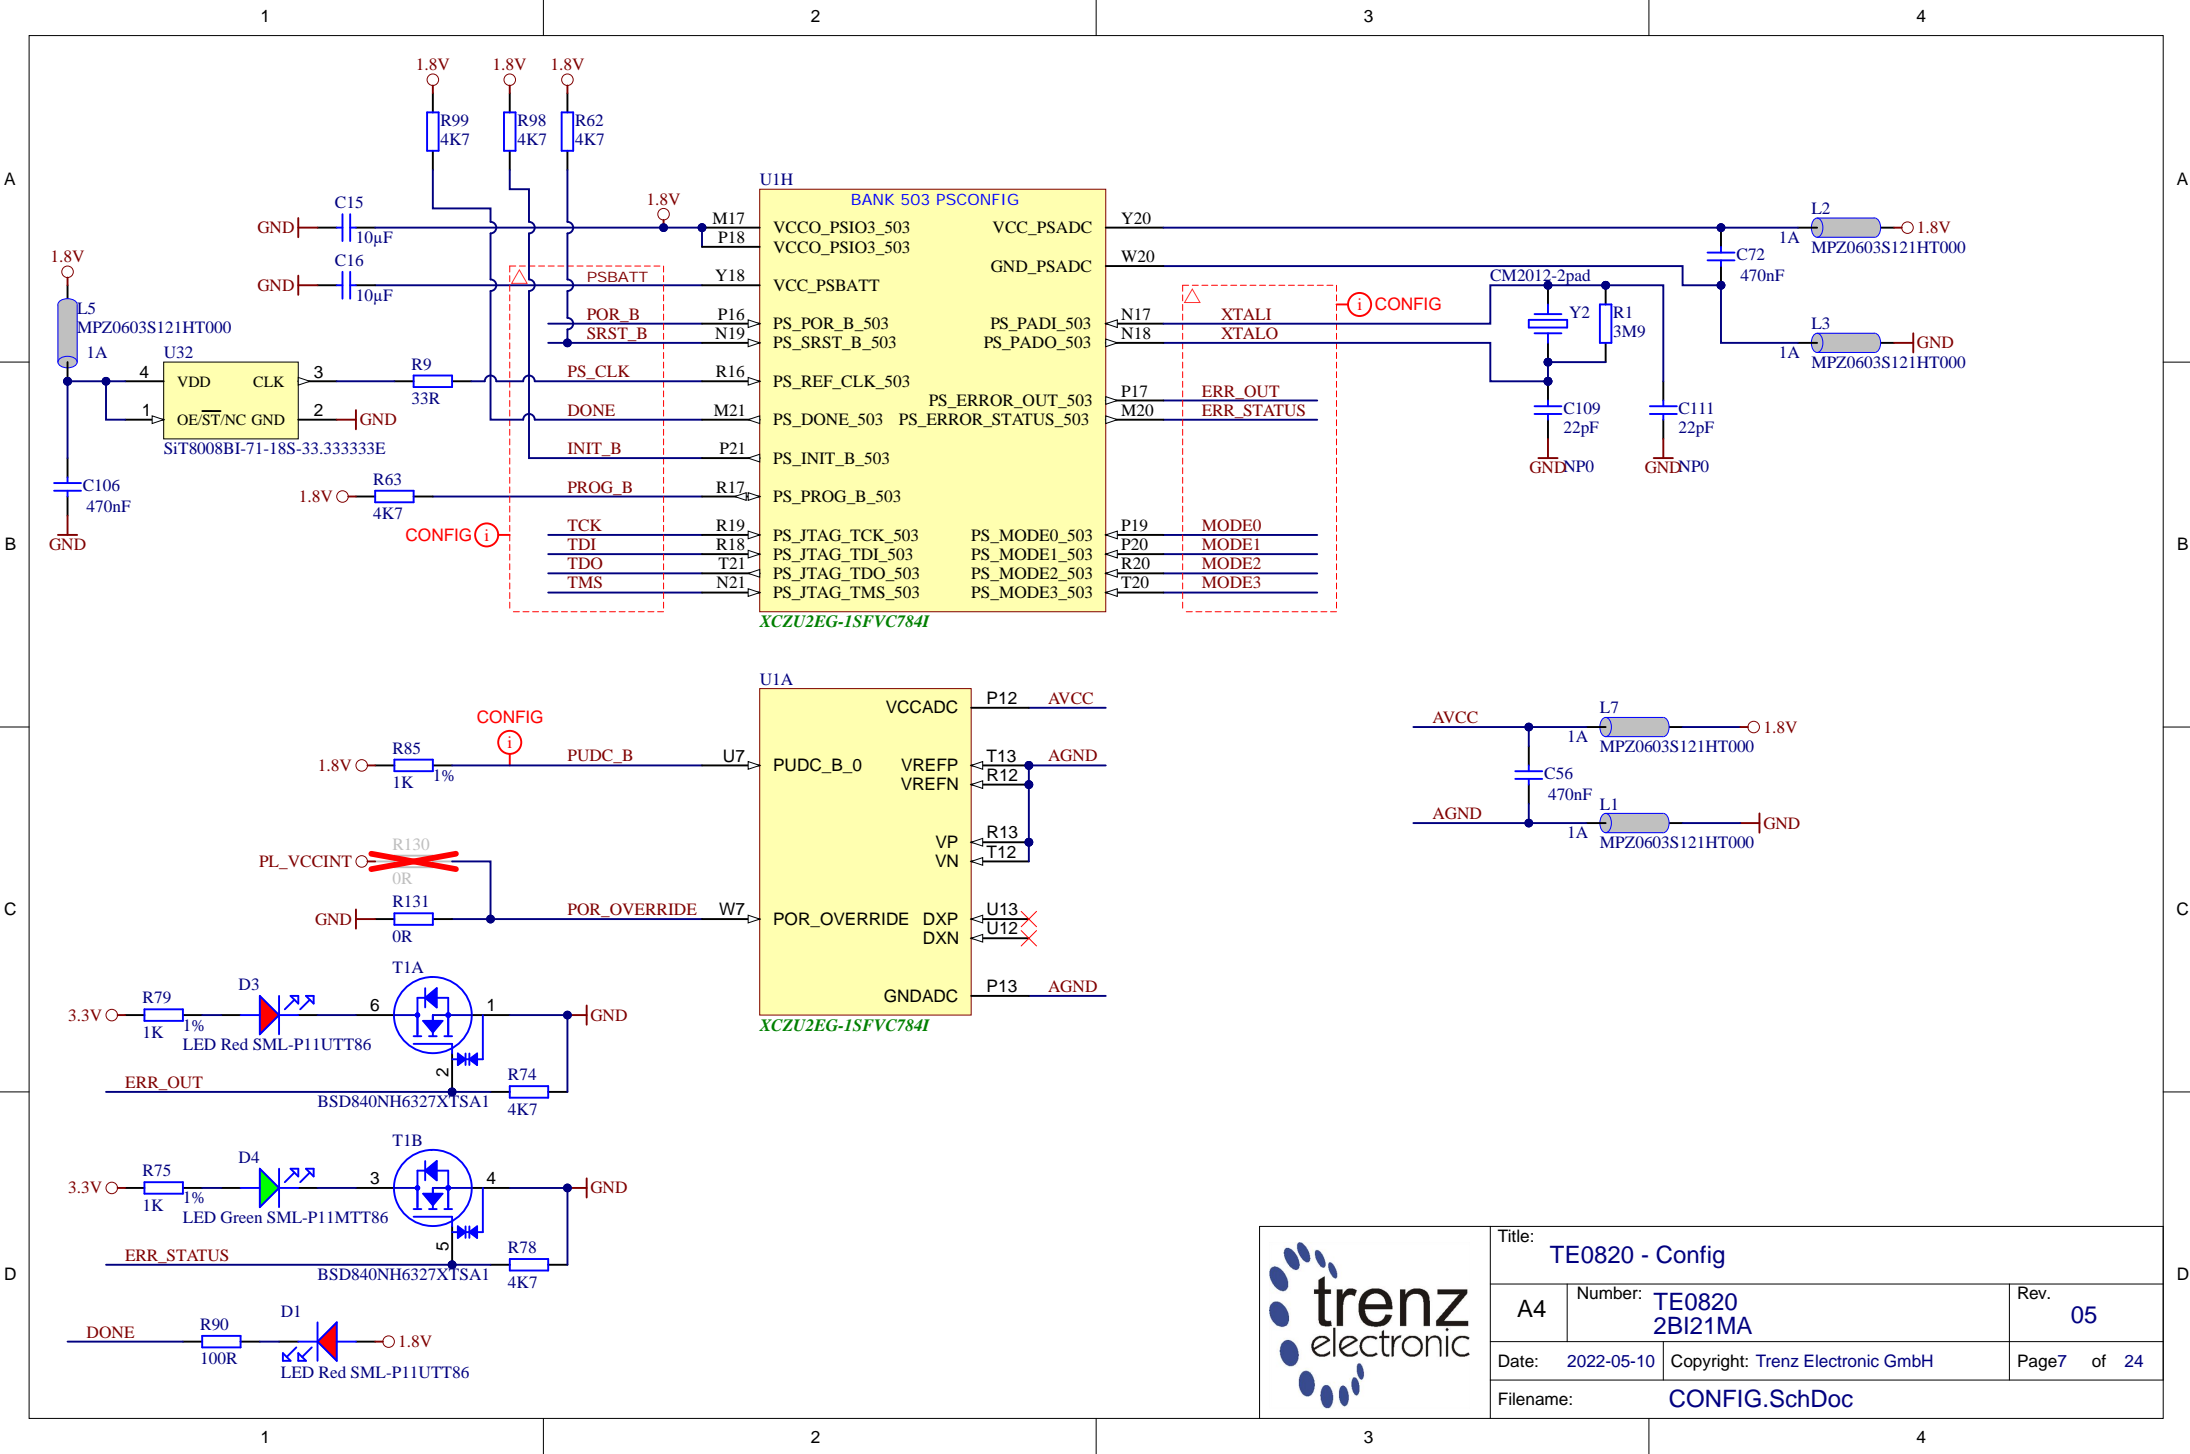 1 2 3 4
A A
B B
C C
D D
1.8V 1.8V 1.8V
R99 4K7
R98 4K7
R62 4K7
C15
GND 10µF
1.8V
C16
GND 10µF
1.8V
L5
MPZ0603S121HT000
1A
U32
4 VDD CLK 3
1 OE/ST/NC GND 2 GND
SiT8008BI-71-18S-33.333333E
C106
470nF
GND
R9
33R
1.8V R63
4K7
CONFIG i
U1H
BANK 503 PSCONFIG
M17 VCCO_PSIO3_503
P18 VCCO_PSIO3_503
PSBATT Y18 VCC_PSBATT
POR_B P16 PS_POR_B_503
SRST_B N19 PS_SRST_B_503
PS_CLK R16 PS_REF_CLK_503
DONE M21 PS_DONE_503
INIT_B P21 PS_INIT_B_503
PROG_B R17 PS_PROG_B_503
TCK R19 PS_JTAG_TCK_503
TDI R18 PS_JTAG_TDI_503
TDO T21 PS_JTAG_TDO_503
TMS N21 PS_JTAG_TMS_503
VCC_PSADC Y20
GND_PSADC W20
PS_PADI_503 N17 XTALI
PS_PADO_503 N18 XTALO
PS_ERROR_OUT_503 P17 ERR_OUT
PS_ERROR_STATUS_503 M20 ERR_STATUS
PS_MODE0_503 P19 MODE0
PS_MODE1_503 P20 MODE1
PS_MODE2_503 R20 MODE2
PS_MODE3_503 T20 MODE3
XCZU2EG-1SFVC784I
i CONFIG
CM2012-2pad
Y2
R1
3M9
C109
22pF
GND NP0
C111
22pF
GND NP0
L2
1A 1.8V
MPZ0603S121HT000
C72
470nF
L3
1A GND
MPZ0603S121HT000
U1A
VCCADC P12 AVCC
PUDC_B U7 PUDC_B_0
VREFP T13 AGND
VREFN R12
VP R13
VN T12
POR_OVERRIDE W7 POR_OVERRIDE
DXP U13
DXN U12
GNDADC P13 AGND
XCZU2EG-1SFVC784I
CONFIG
i
1.8V R85
1K 1%
PL_VCCINT R130
0R
GND R131
0R
AVCC L7
1A 1.8V
MPZ0603S121HT000
C56
470nF
AGND L1
1A GND
MPZ0603S121HT000
3.3V R79
1K 1%
D3
LED Red SML-P11UTT86
T1A
6 1 GND
2
ERR_OUT
BSD840NH6327XTSA1
R74
4K7
3.3V R75
1K 1%
D4
LED Green SML-P11MTT86
T1B
3 4 GND
5
ERR_STATUS
BSD840NH6327XTSA1
R78
4K7
DONE R90
100R
D1
1.8V
LED Red SML-P11UTT86
trenz
electronic
Title:
TE0820 - Config
A4
Number: TE0820
2BI21MA
Rev.
05
Date: 2022-05-10 Copyright: Trenz Electronic GmbH Page7 of 24
Filename: CONFIG.SchDoc
1 2 3 4